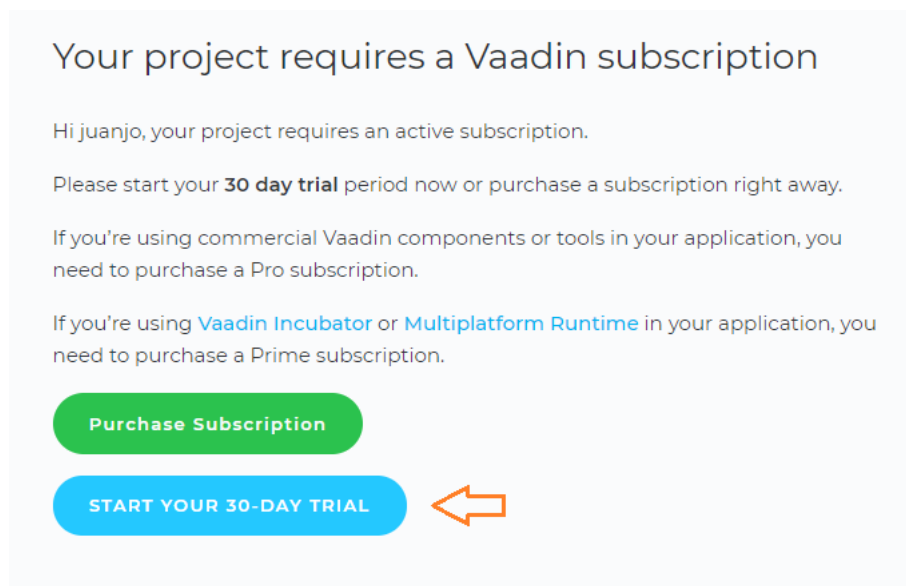 Your project requires a Vaadin subscription
Hi juanjo, your project requires an active subscription.
Please start your 30 day trial period now or purchase a subscription right away.
If you’re using commercial Vaadin components or tools in your application, you
need to purchase a Pro subscription.
If you’re using Vaadin Incubator or Multiplatform Runtime in your application, you
need to purchase a Prime subscription.
Purchase Subscription
START YOUR 30-DAY TRIAL